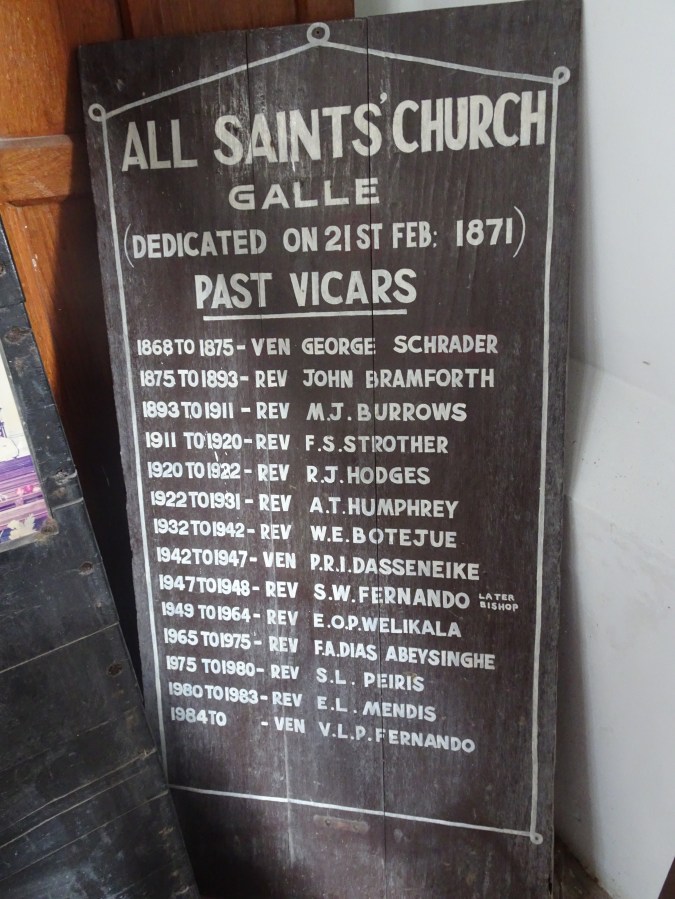 ALL SAINTS' CHURCH
GALLE
(DEDICATED ON 21ST FEB: 1871)
PAST VICARS
1868 TO 1875 - VEN GEORGE SCHRADER
1875 TO 1893 - REV JOHN BRAMFORTH
1893 TO 1911 - REV M.J. BURROWS
1911 TO 1920 - REV F.S. STROTHER
1920 TO 1922 - REV R.J. HODGES
1922 TO 1931 - REV A.T. HUMPHREY
1932 TO 1942 - REV W.E. BOTEJUE
1942 TO 1947 - VEN P.R.I. DASSENEIKE
1947 TO 1948 - REV S.W. FERNANDO LATER BISHOP
1949 TO 1964 - REV E.O.P. WELIKALA
1965 TO 1975 - REV F.A. DIAS ABEYSINGHE
1975 TO 1980 - REV S.L. PEIRIS
1980 TO 1983 - REV E.L. MENDIS
1984 TO - VEN V.L.P. FERNANDO